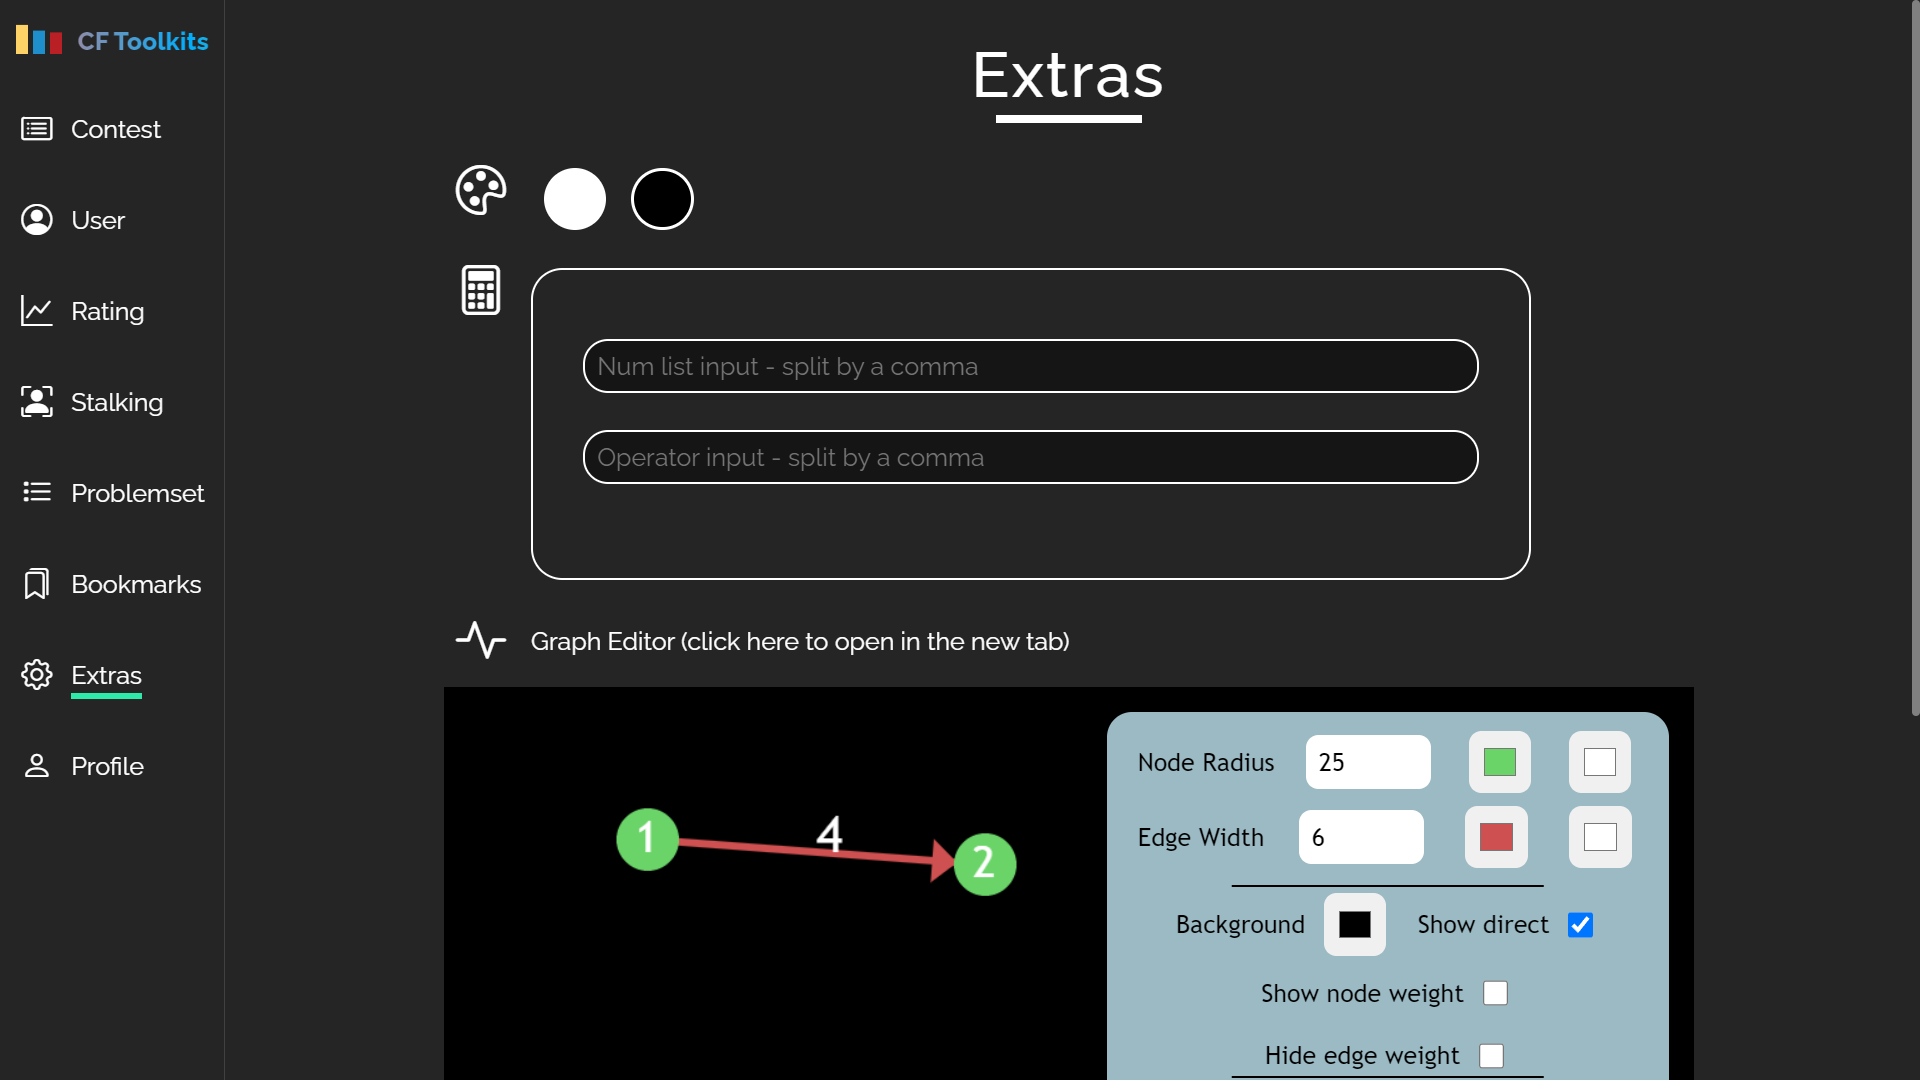 CF Toolkits
Contest
User
Rating
Stalking
Problemset
Bookmarks
Extras
Profile
Extras
Num list input - split by a comma
Operator input - split by a comma
Graph Editor (click here to open in the new tab)
1
4
2
Node Radius 25
Edge Width 6
Background Show direct
Show node weight
Hide edge weight